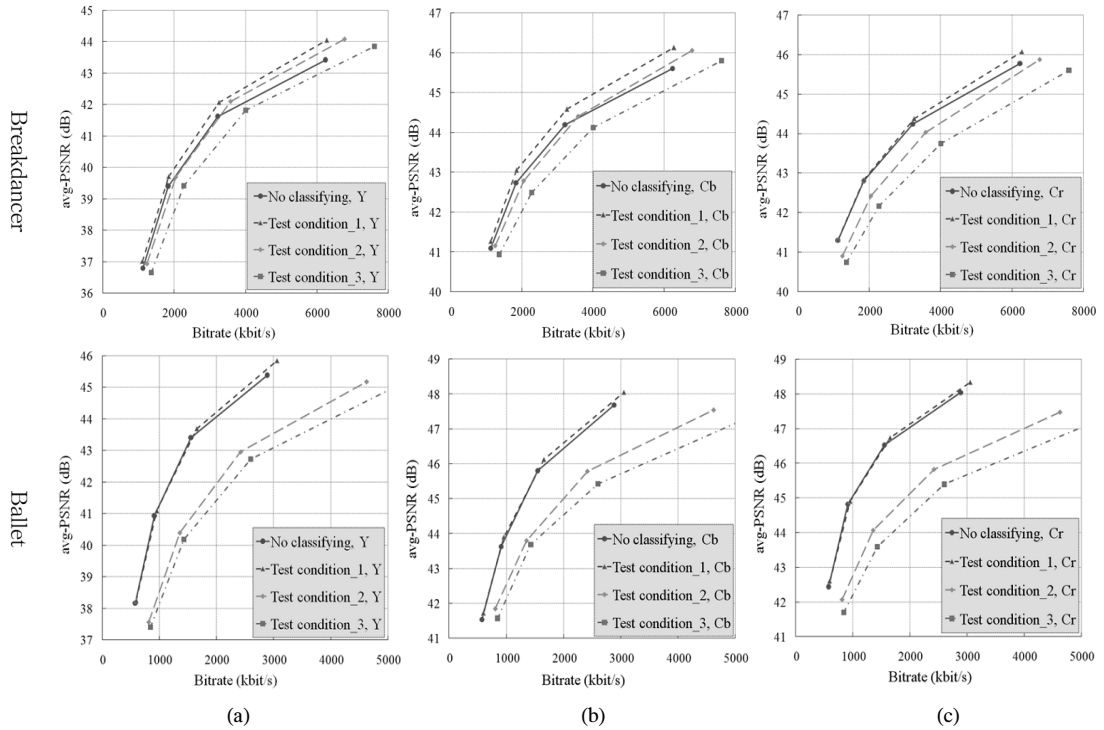 Breakdancer
45
44
43
42
41
40
39
38
37
36
avg-PSNR (dB)
0 2000 4000 6000 8000
Bitrate (kbit/s)
No classifying, Y
Test condition_1, Y
Test condition_2, Y
Test condition_3, Y
47
46
45
44
43
42
41
40
avg-PSNR (dB)
0 2000 4000 6000 8000
Bitrate (kbit/s)
No classifying, Cb
Test condition_1, Cb
Test condition_2, Cb
Test condition_3, Cb
47
46
45
44
43
42
41
40
avg-PSNR (dB)
0 2000 4000 6000 8000
Bitrate (kbit/s)
No classifying, Cr
Test condition_1, Cr
Test condition_2, Cr
Test condition_3, Cr
Ballet
46
45
44
43
42
41
40
39
38
37
avg-PSNR (dB)
0 1000 2000 3000 4000 5000
Bitrate (kbit/s)
No classifying, Y
Test condition_1, Y
Test condition_2, Y
Test condition_3, Y
49
48
47
46
45
44
43
42
41
avg-PSNR (dB)
0 1000 2000 3000 4000 5000
Bitrate (kbit/s)
No classifying, Cb
Test condition_1, Cb
Test condition_2, Cb
Test condition_3, Cb
49
48
47
46
45
44
43
42
41
avg-PSNR (dB)
0 1000 2000 3000 4000 5000
Bitrate (kbit/s)
No classifying, Cr
Test condition_1, Cr
Test condition_2, Cr
Test condition_3, Cr
(a) (b) (c)